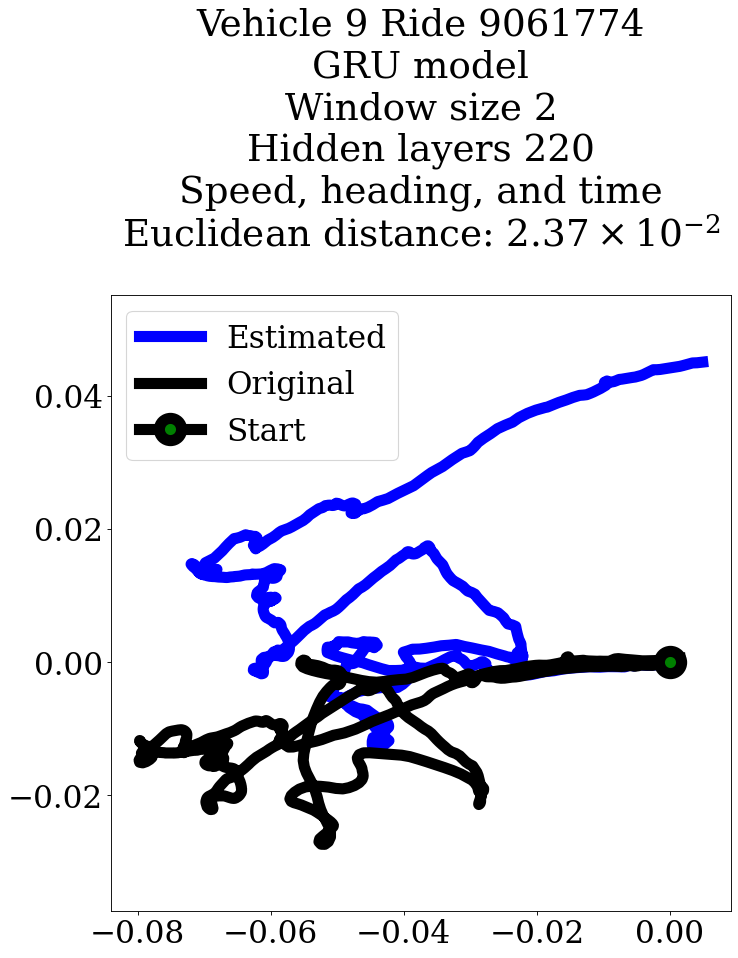 Vehicle 9 Ride 9061774
GRU model
Window size 2
Hidden layers 220
Speed, heading, and time
Euclidean distance: 2.37 × 10⁻²
Estimated
Original
Start
0.04
0.02
0.00
−0.02
−0.08 −0.06 −0.04 −0.02 0.00